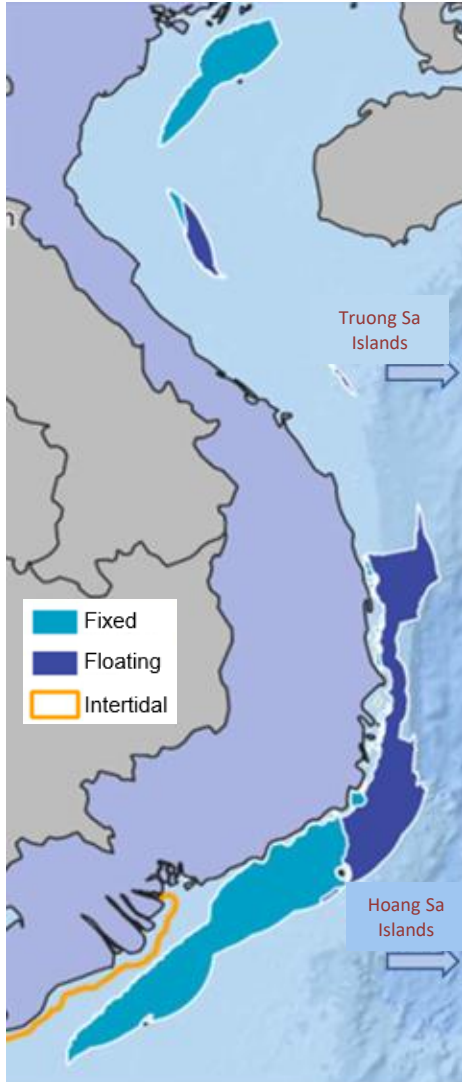 Truong Sa
Islands
Fixed
Floating
Intertidal
Hoang Sa
Islands